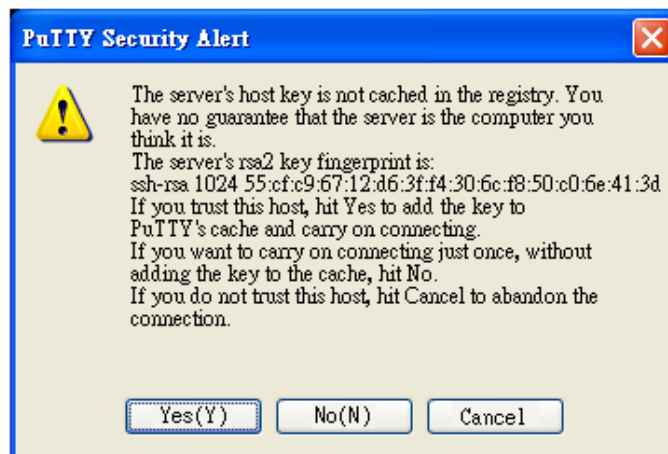 PuTTY Security Alert
The server's host key is not cached in the registry. You
have no guarantee that the server is the computer you
think it is.
The server's rsa2 key fingerprint is:
ssh-rsa 1024 55:cf:c9:67:12:d6:3f:f4:30:6c:f8:50:c0:6e:41:3d
If you trust this host, hit Yes to add the key to
PuTTY's cache and carry on connecting.
If you want to carry on connecting just once, without
adding the key to the cache, hit No.
If you do not trust this host, hit Cancel to abandon the
connection.
Yes(Y) No(N) Cancel